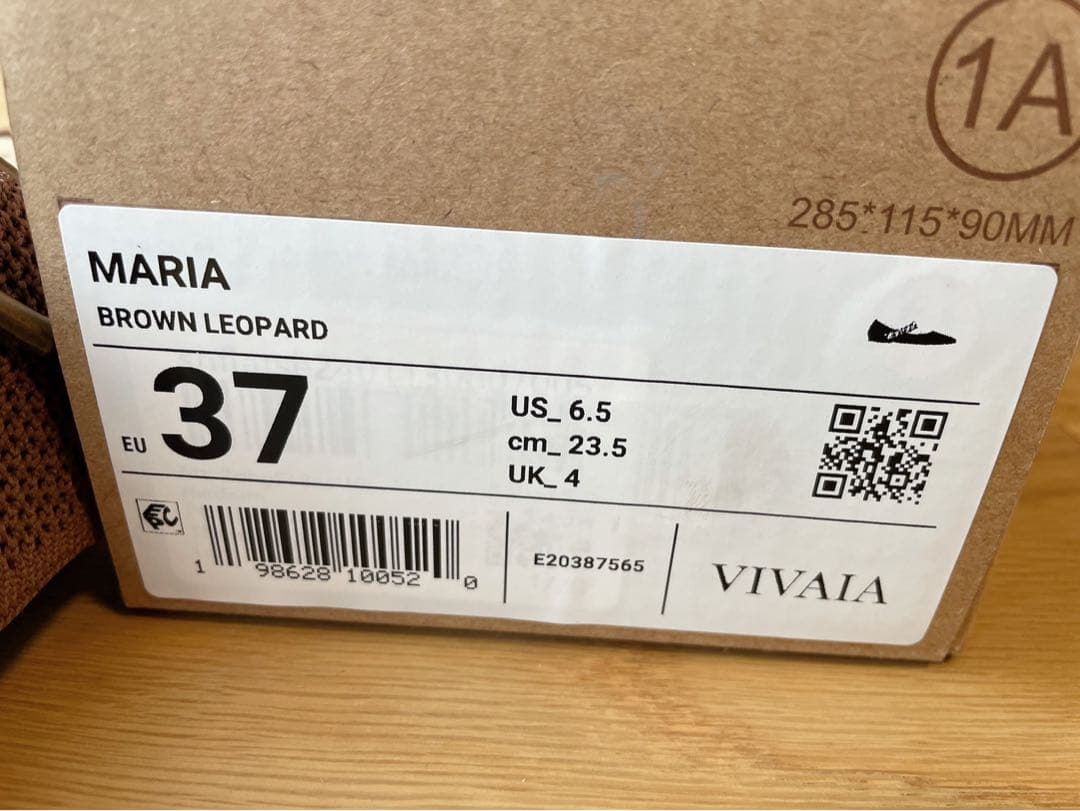 1A
285*115*90MM
MARIA
BROWN LEOPARD
EU 37
US_ 6.5
cm_ 23.5
UK_ 4
1 98628 10052 0
E20387565
VIVAIA